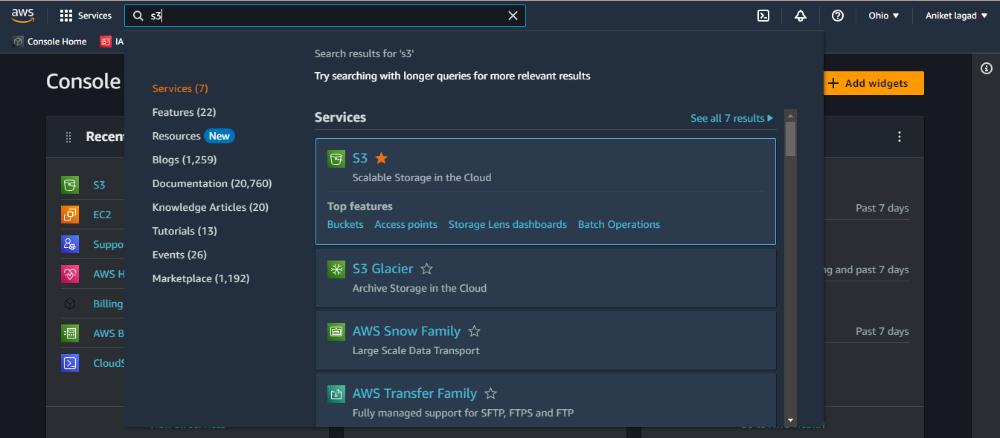 aws
Services
s3
Ohio
Aniket lagad
Console Home
IA
Search results for 's3'
Try searching with longer queries for more relevant results
Console
Add widgets
Services (7)
Features (22)
Resources New
Blogs (1,259)
Documentation (20,760)
Knowledge Articles (20)
Tutorials (13)
Events (26)
Marketplace (1,192)
Services
See all 7 results
S3
Scalable Storage in the Cloud
Top features
Buckets Access points Storage Lens dashboards Batch Operations
S3 Glacier
Archive Storage in the Cloud
AWS Snow Family
Large Scale Data Transport
AWS Transfer Family
Fully managed support for SFTP, FTPS and FTP
Recen
S3
EC2
Suppo
AWS H
Billing
AWS B
CloudS
Past 7 days
ng and past 7 days
Past 7 days